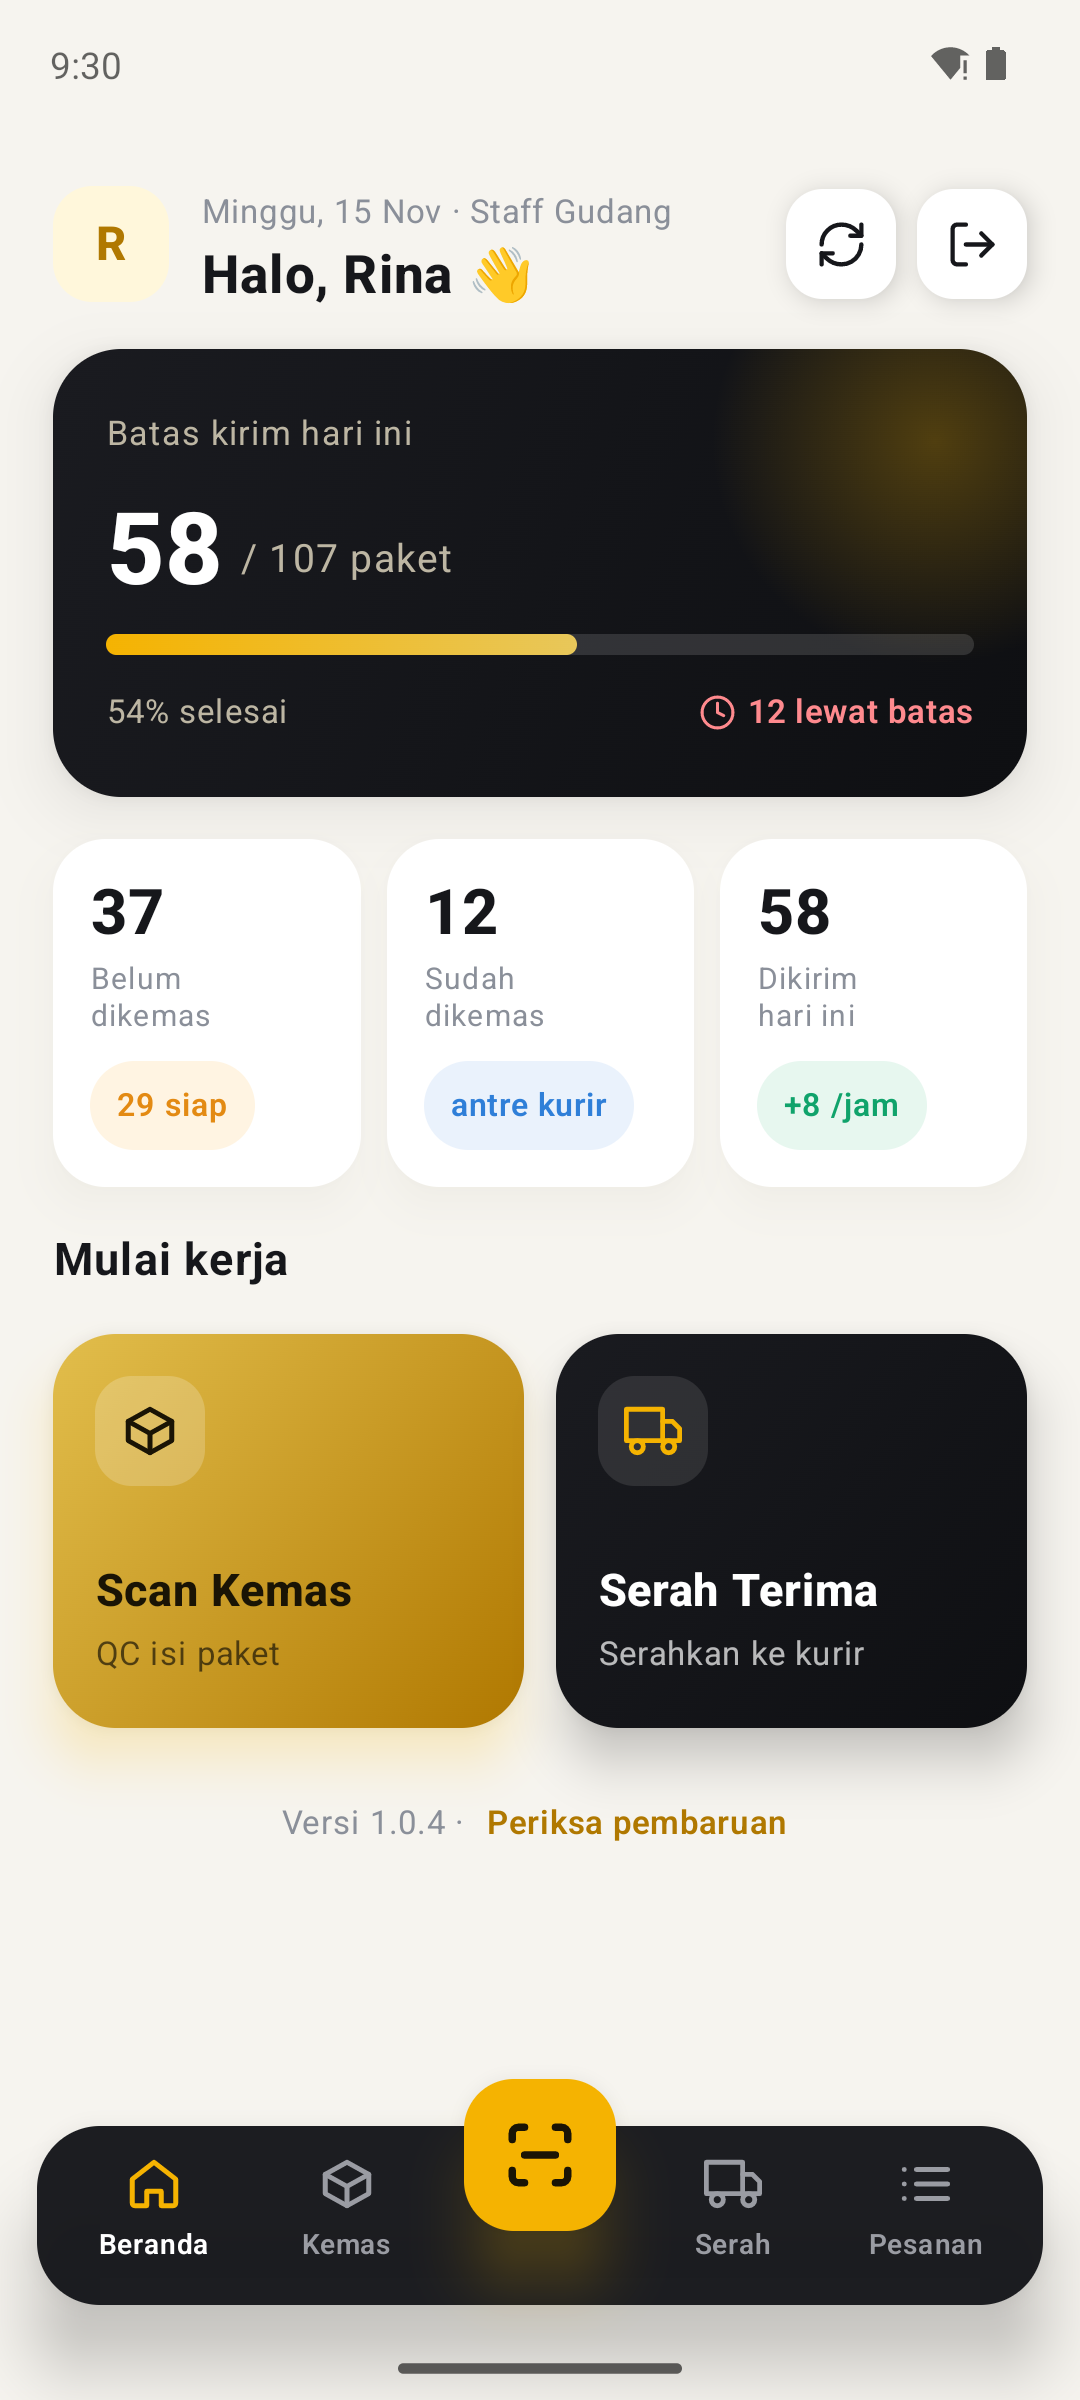 9:30
R
Minggu, 15 Nov · Staff Gudang
Halo, Rina 👋
Batas kirim hari ini
58 / 107 paket
54% selesai
12 lewat batas
37
Belum
dikemas
29 siap
12
Sudah
dikemas
antre kurir
58
Dikirim
hari ini
+8 /jam
Mulai kerja
Scan Kemas
QC isi paket
Serah Terima
Serahkan ke kurir
Versi 1.0.4 · Periksa pembaruan
Beranda
Kemas
Serah
Pesanan